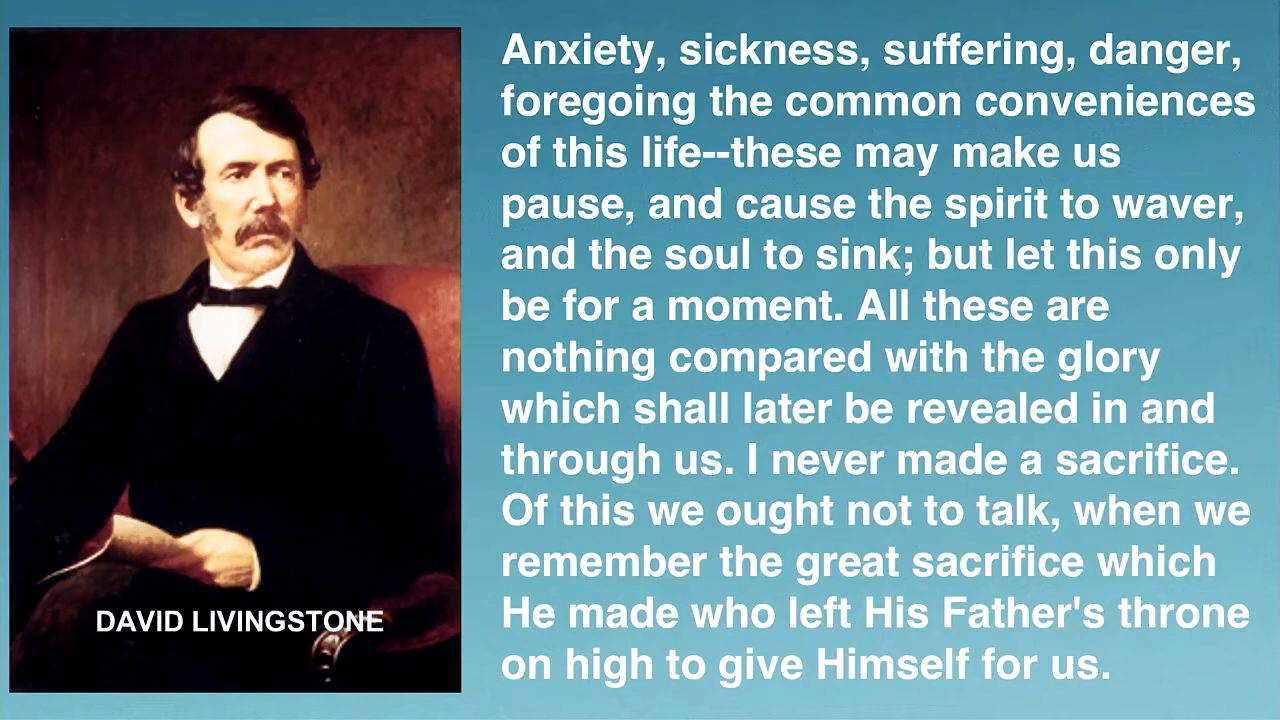 DAVID LIVINGSTONE
Anxiety, sickness, suffering, danger,
foregoing the common conveniences
of this life--these may make us
pause, and cause the spirit to waver,
and the soul to sink; but let this only
be for a moment. All these are
nothing compared with the glory
which shall later be revealed in and
through us. I never made a sacrifice.
Of this we ought not to talk, when we
remember the great sacrifice which
He made who left His Father's throne
on high to give Himself for us.